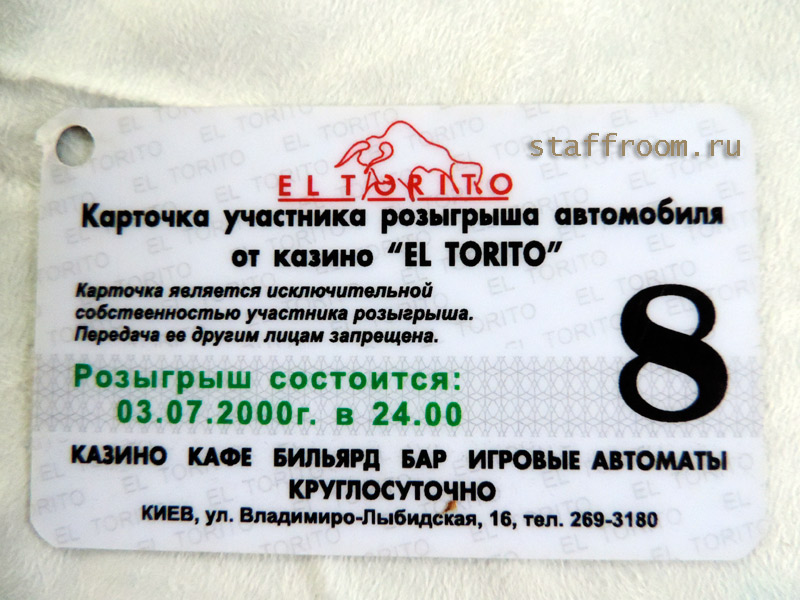 staffroom.ru
EL TORITO
Карточка участника розыгрыша автомобиля
от казино "EL TORITO"
Карточка является исключительной
собственностью участника розыгрыша.
Передача ее другим лицам запрещена.
8
Розыгрыш состоится:
03.07.2000г. в 24.00
КАЗИНО КАФЕ БИЛЬЯРД БАР ИГРОВЫЕ АВТОМАТЫ
КРУГЛОСУТОЧНО
КИЕВ, ул. Владимиро-Лыбидская, 16, тел. 269-3180